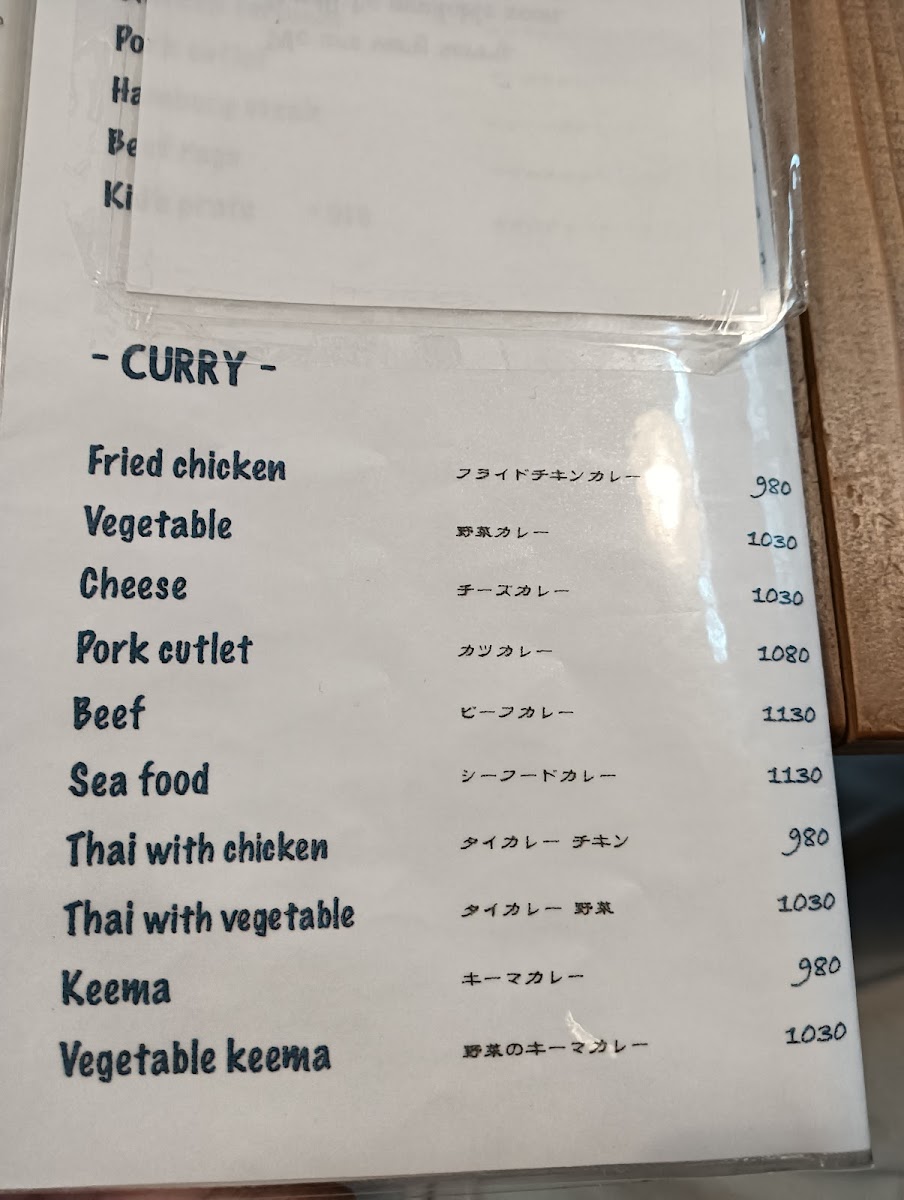 Po
Ha
Be
Ki
- CURRY -
Fried chicken フライドチキンカレー 980
Vegetable 野菜カレー 1030
Cheese チーズカレー 1030
Pork cutlet カツカレー 1080
Beef ビーフカレー 1130
Sea food シーフードカレー 1130
Thai with chicken タイカレー チキン 980
Thai with vegetable タイカレー 野菜 1030
Keema キーマカレー 980
Vegetable keema 野菜のキーマカレー 1030